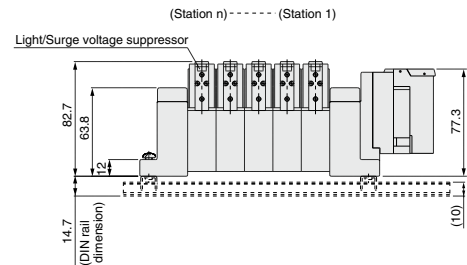 (Station n) ------ (Station 1)
Light/Surge voltage suppressor
82.7
63.8
12
77.3
14.7
(DIN rail
dimension)
(10)